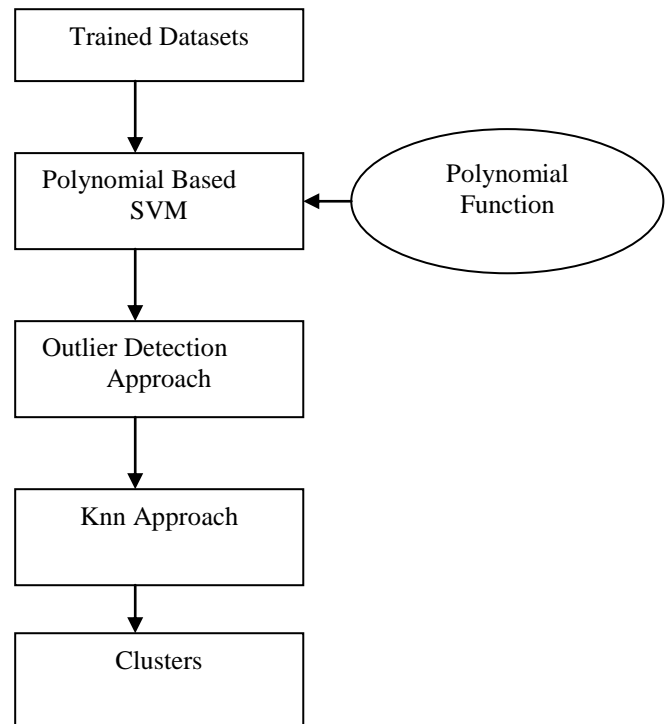 Trained Datasets
Polynomial Based
SVM
Polynomial
Function
Outlier Detection
Approach
Knn Approach
Clusters